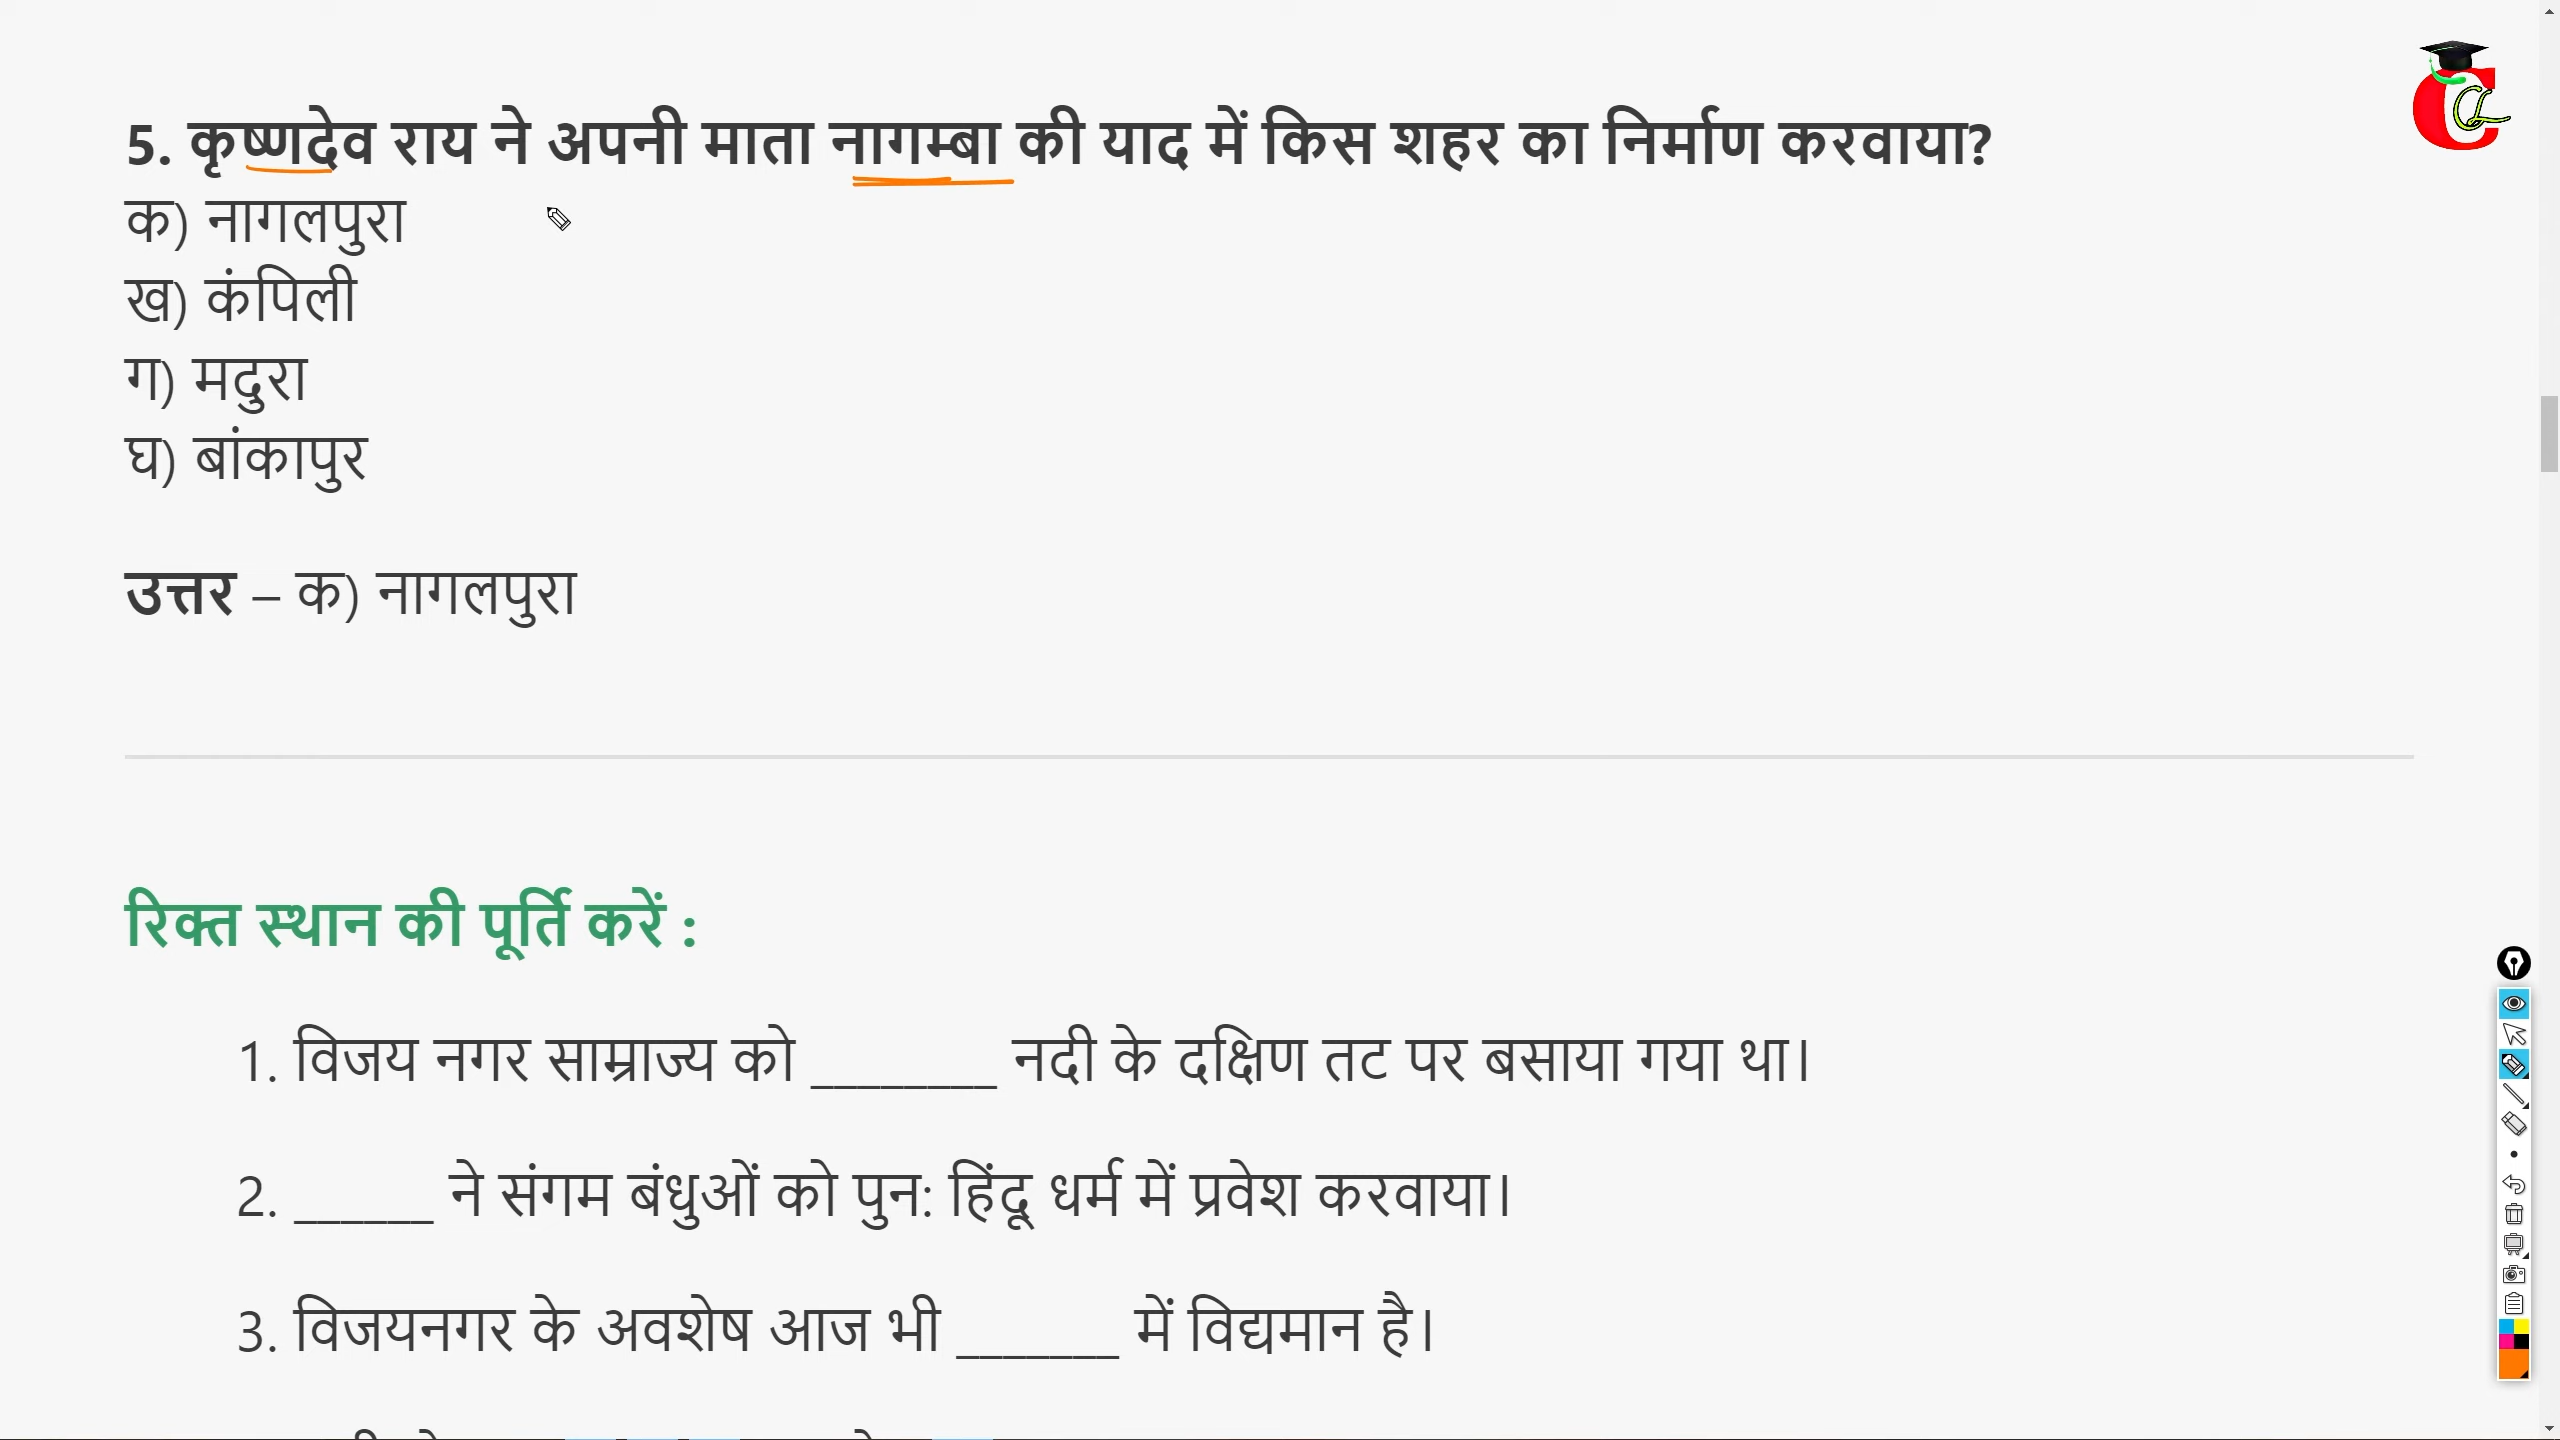 5. कृष्णदेव राय ने अपनी माता नागम्बा की याद में किस शहर का निर्माण करवाया?
क) नागलपुरा
ख) कंपिली
ग) मदुरा
घ) बांकापुर
उत्तर – क) नागलपुरा
रिक्त स्थान की पूर्ति करें :
1. विजय नगर साम्राज्य को ________ नदी के दक्षिण तट पर बसाया गया था।
2. ______ ने संगम बंधुओं को पुन: हिंदू धर्म में प्रवेश करवाया।
3. विजयनगर के अवशेष आज भी _______ में विद्यमान है।